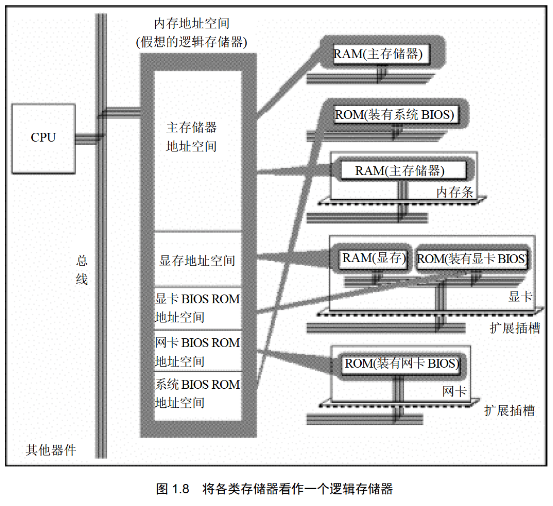 内存地址空间
(假想的逻辑存储器)
CPU
主存储器
地址空间
显存地址空间
显卡 BIOS ROM
地址空间
网卡 BIOS ROM
地址空间
系统 BIOS ROM
地址空间
总
线
其他器件
RAM(主存储器)
ROM(装有系统 BIOS)
RAM(主存储器)
内存条
RAM(显存)
ROM(装有显卡 BIOS)
显卡
扩展插槽
ROM(装有网卡 BIOS)
网卡
扩展插槽
图 1.8 将各类存储器看作一个逻辑存储器